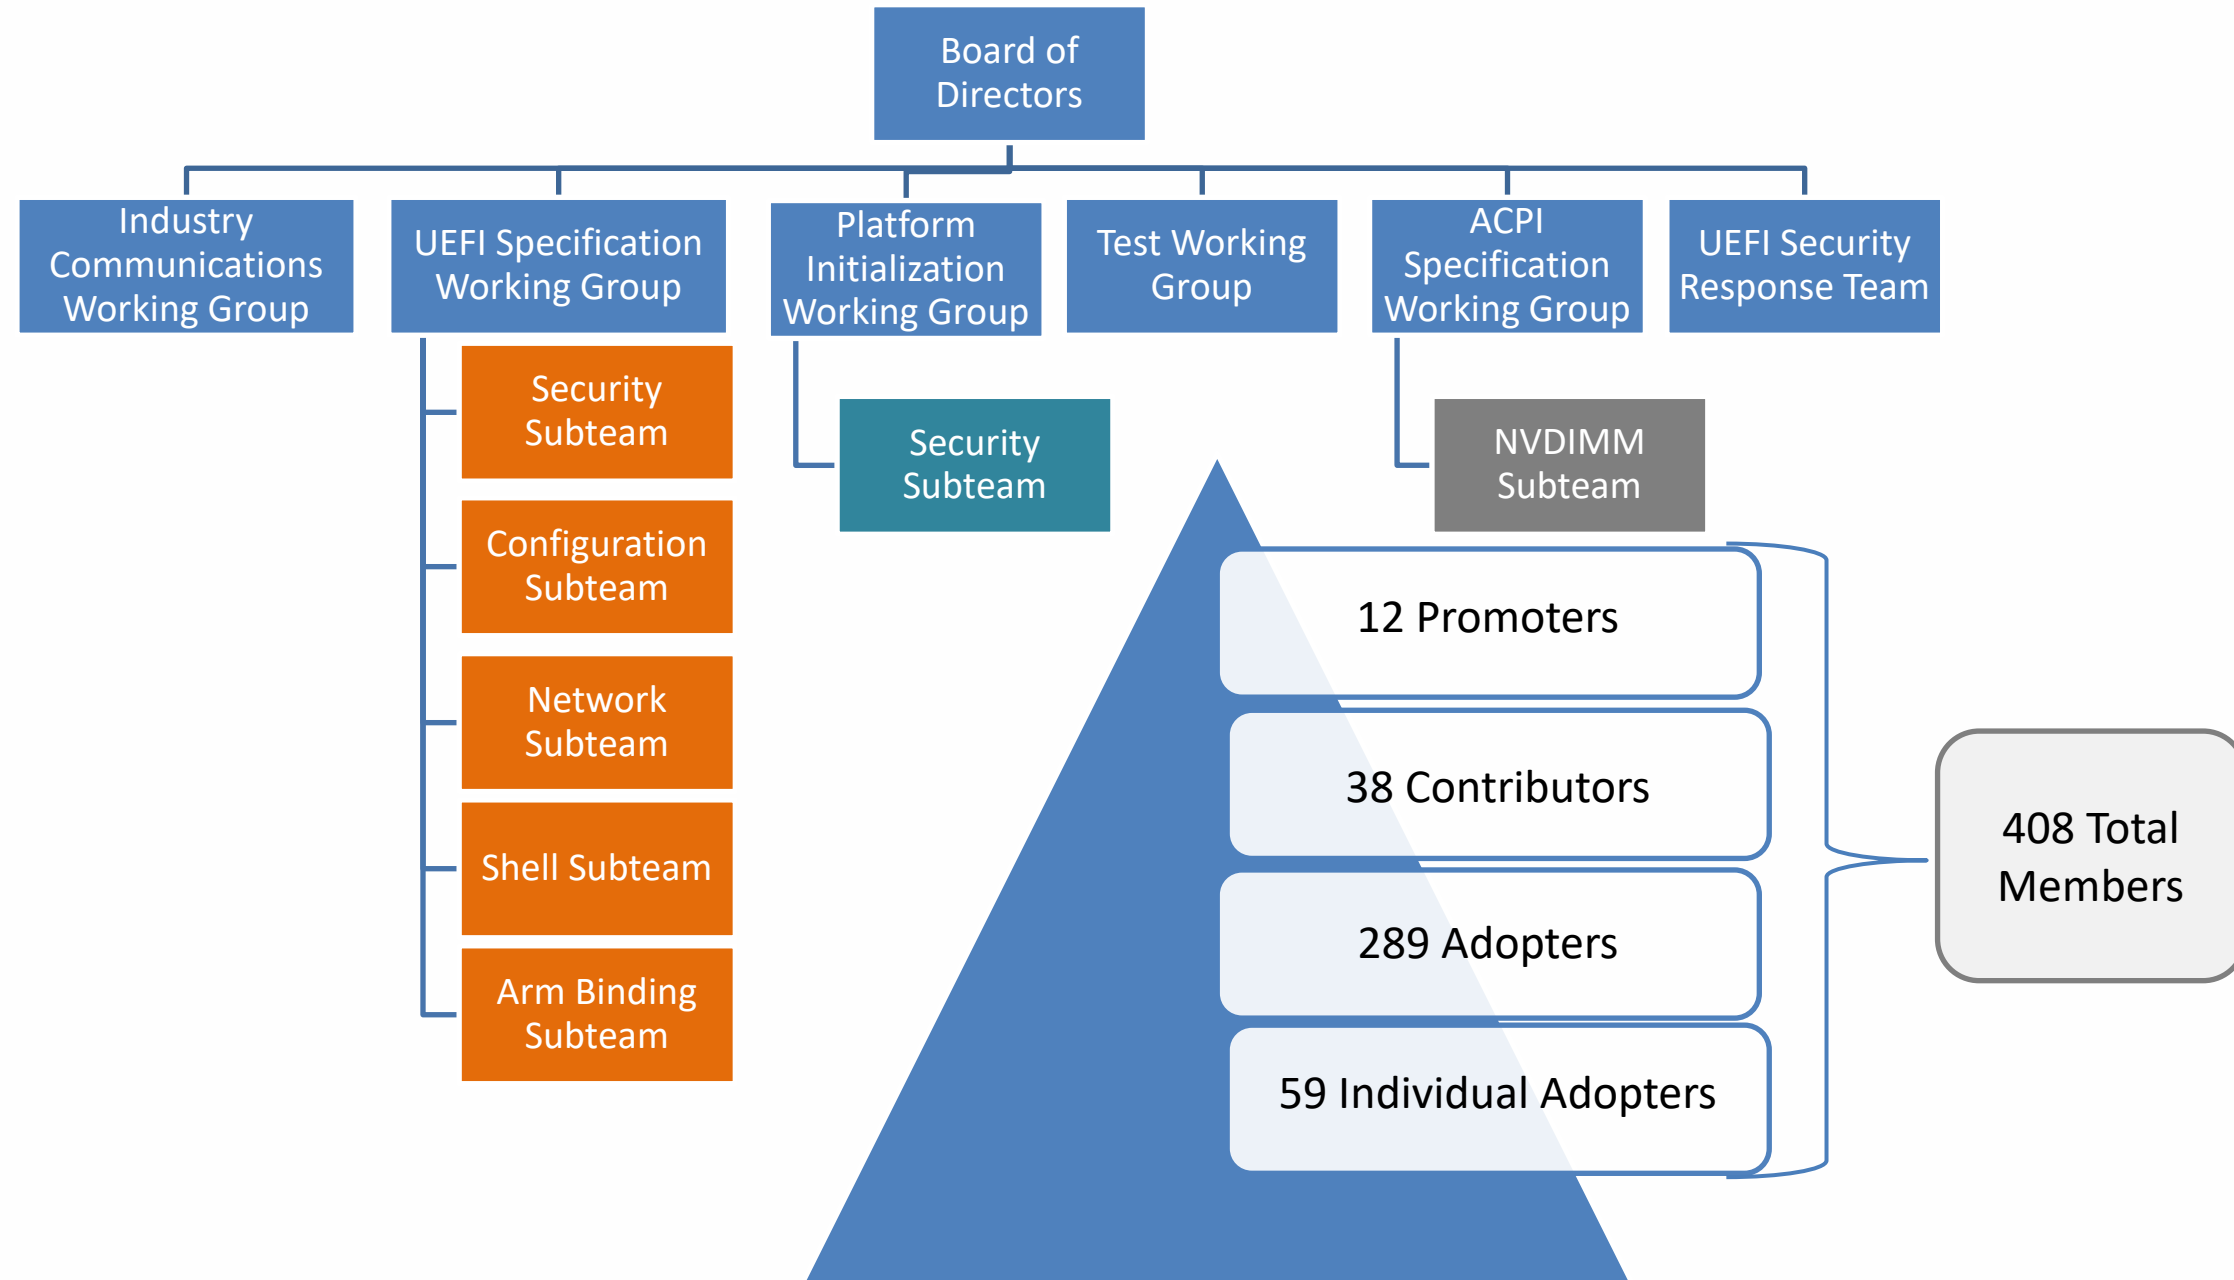 Board of
Directors
Industry
Communications
Working Group
UEFI Specification
Working Group
Platform
Initialization
Working Group
Test Working
Group
ACPI
Specification
Working Group
UEFI Security
Response Team
Security
Subteam
Configuration
Subteam
Network
Subteam
Shell Subteam
Arm Binding
Subteam
Security
Subteam
NVDIMM
Subteam
12 Promoters
38 Contributors
289 Adopters
59 Individual Adopters
408 Total
Members